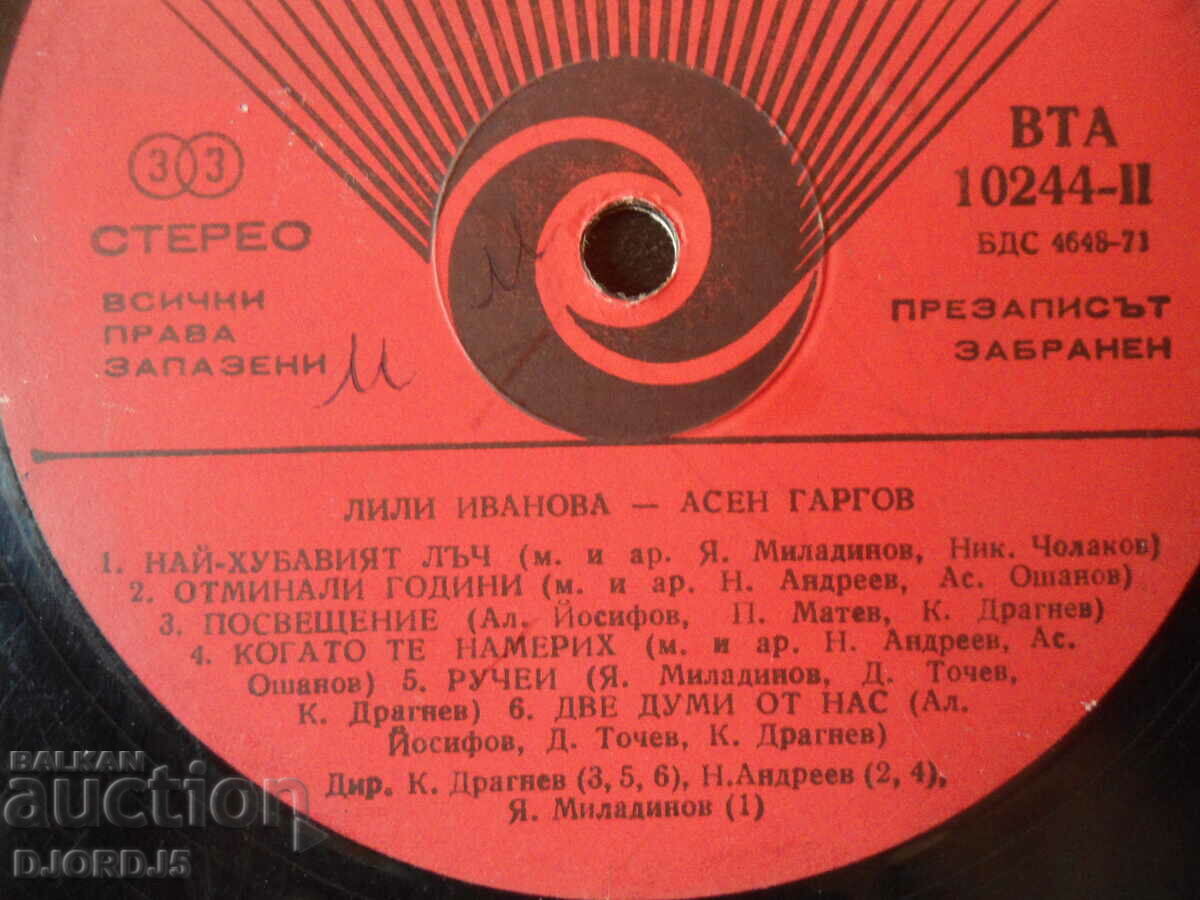 33
СТЕРЕО
ВСИЧКИ
ПРАВА
ЗАПАЗЕНИ
ВТА
10244-II
БДС 4648-71
ПРЕЗАПИСЪТ
ЗАБРАНЕН
ЛИЛИ ИВАНОВА — АСЕН ГАРГОВ
1. НАЙ-ХУБАВИЯТ ЛЪЧ (м. и ар. Я. Миладинов, Ник. Чолаков)
2. ОТМИНАЛИ ГОДИНИ (м. и ар. Н. Андреев, Ас. Ошанов)
3. ПОСВЕЩЕНИЕ (Ал. Йосифов, П. Матев, К. Драгнев)
4. КОГАТО ТЕ НАМЕРИХ (м. и ар. Н. Андреев, Ас.
Ошанов) 5. РУЧЕИ (Я. Миладинов, Д. Точев,
К. Драгнев) 6. ДВЕ ДУМИ ОТ НАС (Ал.
Йосифов, Д. Точев, К. Драгнев)
Дир. К. Драгнев (3, 5, 6), Н.Андреев (2, 4),
Я. Миладинов (1)
BALKAN
auction
DJORDJ5